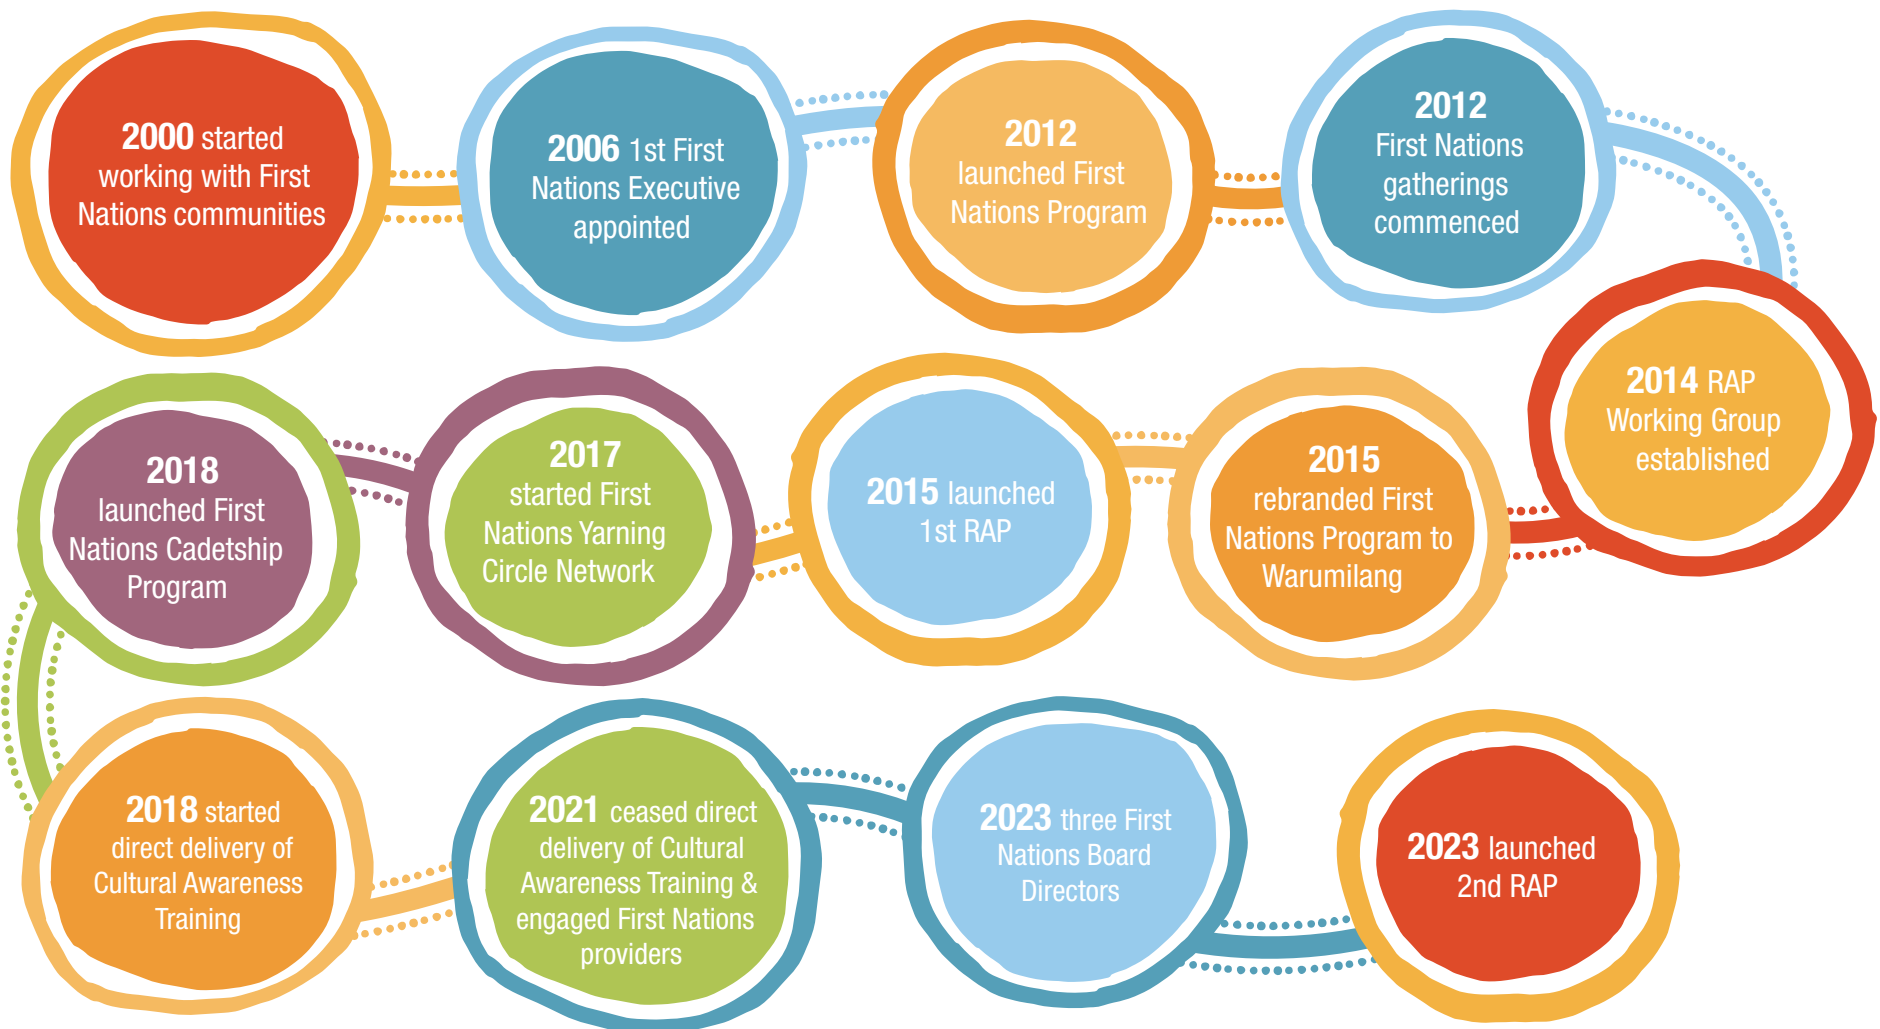 2000 started
working with First
Nations communities
2006 1st First
Nations Executive
appointed
2012
launched First
Nations Program
2012
First Nations
gatherings
commenced
2014 RAP
Working Group
established
2015
rebranded First
Nations Program to
Warumilang
2015 launched
1st RAP
2017
started First
Nations Yarning
Circle Network
2018
launched First
Nations Cadetship
Program
2018 started
direct delivery of
Cultural Awareness
Training
2021 ceased direct
delivery of Cultural
Awareness Training &
engaged First Nations
providers
2023 three First
Nations Board
Directors
2023 launched
2nd RAP